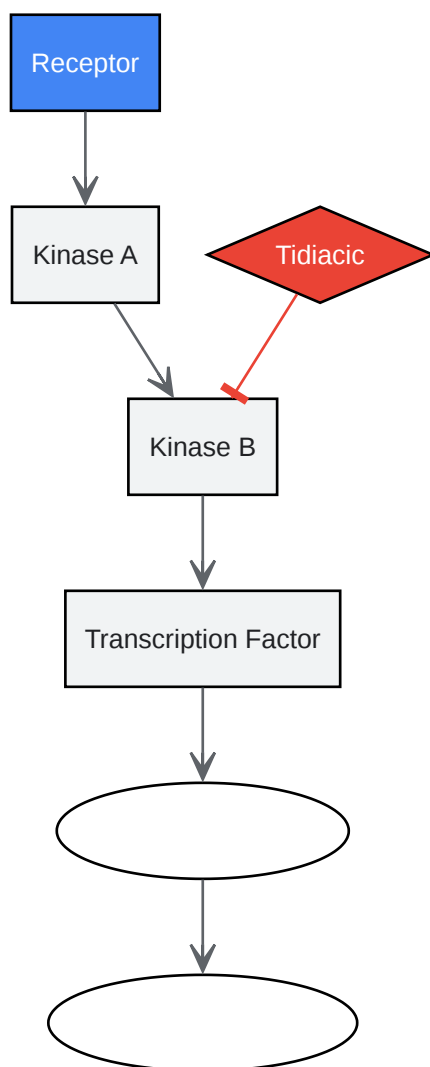 Receptor
Kinase A
Tidiacic
Kinase B
Transcription Factor